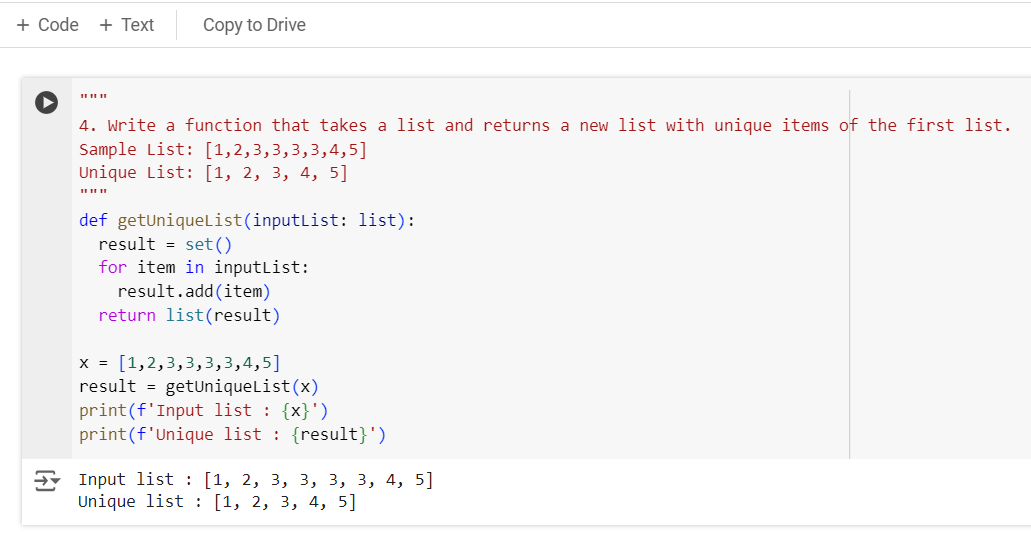 + Code + Text Copy to Drive
"""
4. Write a function that takes a list and returns a new list with unique items of the first list.
Sample List: [1,2,3,3,3,3,4,5]
Unique List: [1, 2, 3, 4, 5]
"""
def getUniqueList(inputList: list):
  result = set()
  for item in inputList:
    result.add(item)
  return list(result)

x = [1,2,3,3,3,3,4,5]
result = getUniqueList(x)
print(f'Input list : {x}')
print(f'Unique list : {result}')
Input list : [1, 2, 3, 3, 3, 3, 4, 5]
Unique list : [1, 2, 3, 4, 5]